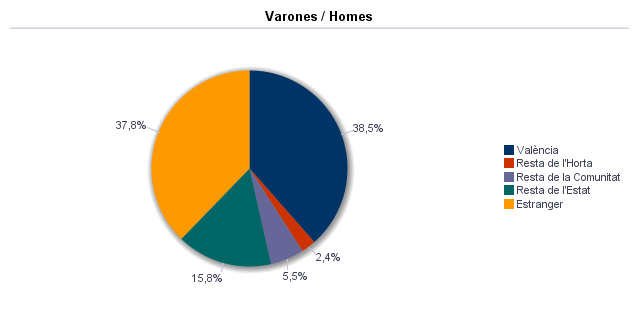 Varones / Homes
37,8%
38,5%
2,4%
5,5%
15,8%
València
Resta de l'Horta
Resta de la Comunitat
Resta de l'Estat
Estranger